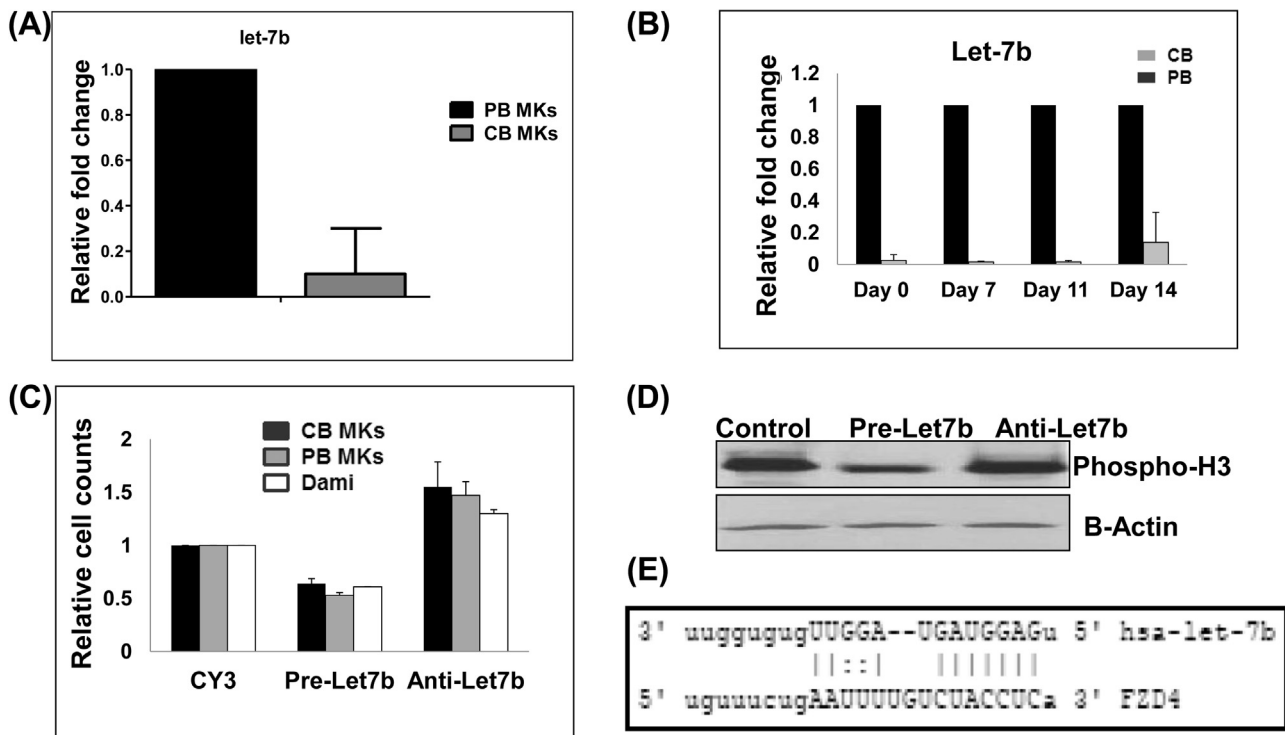 (A)
let-7b
Relative fold change
1.0
0.8
0.6
0.4
0.2
0.0
PB MKs
CB MKs
(B)
Let-7b
CB
PB
Relative fold change
1.2
1
0.8
0.6
0.4
0.2
0
Day 0 Day 7 Day 11 Day 14
(C)
CB MKs
PB MKs
Dami
Relative cell counts
2
1.5
1
0.5
0
CY3 Pre-Let7b Anti-Let7b
(D)
Control Pre-Let7b Anti-Let7b
Phospho-H3
B-Actin
(E)
3' uuggugugUUGGA--UGAUGGAGu 5' hsa-let-7b
||::| |||||||
5' uguuucugAAUUUUGUCUACCUCa 3' FZD4